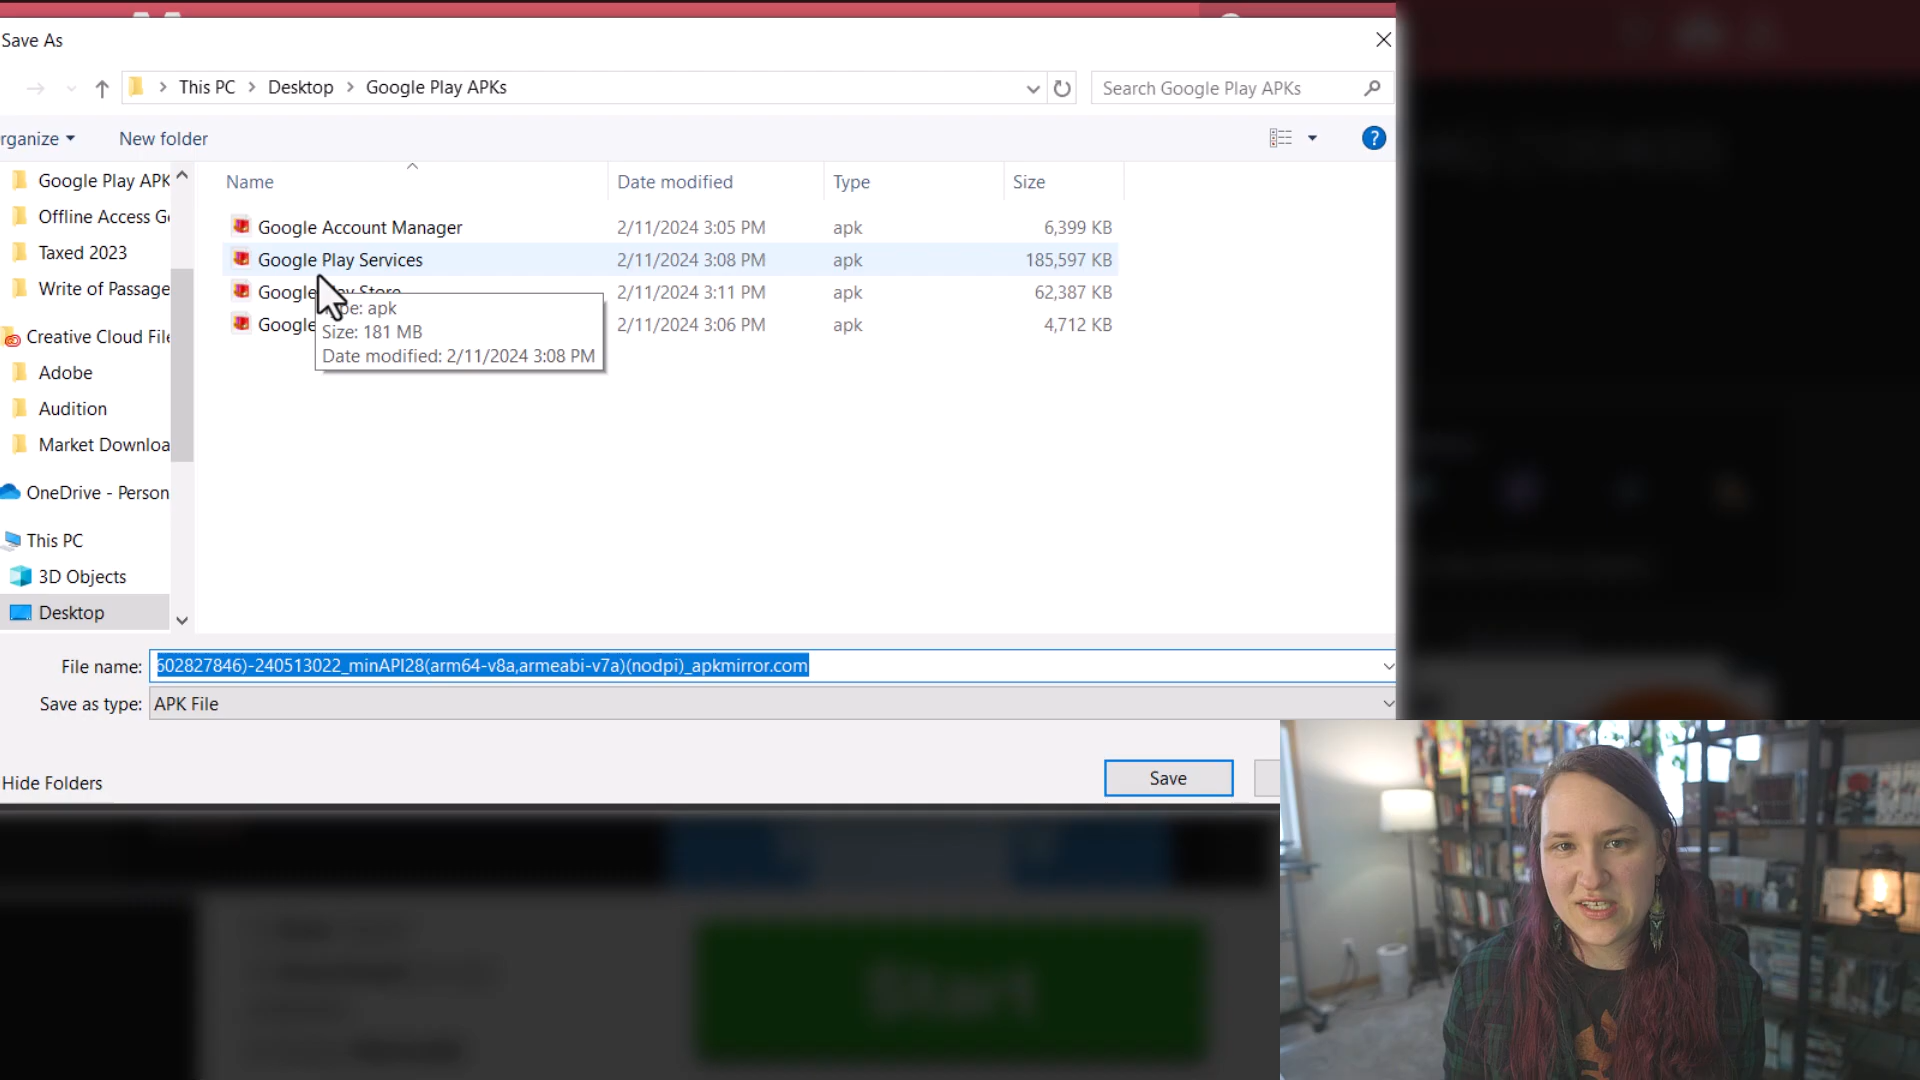 Save As
This PC > Desktop > Google Play APKs
Search Google Play APKs
rganize
New folder
Name
Date modified
Type
Size
Google Account Manager 2/11/2024 3:05 PM apk 6,399 KB
Google Play Services 2/11/2024 3:08 PM apk 185,597 KB
Google Play Store 2/11/2024 3:11 PM apk 62,387 KB
Google 2/11/2024 3:06 PM apk 4,712 KB
pe: apk
Size: 181 MB
Date modified: 2/11/2024 3:08 PM
Google Play APK
Offline Access G
Taxed 2023
Write of Passage
Creative Cloud File
Adobe
Audition
Market Downloa
OneDrive - Person
This PC
3D Objects
Desktop
File name: 602827846)-240513022_minAPI28(arm64-v8a,armeabi-v7a)(nodpi)_apkmirror.com
Save as type: APK File
Hide Folders
Save
Start